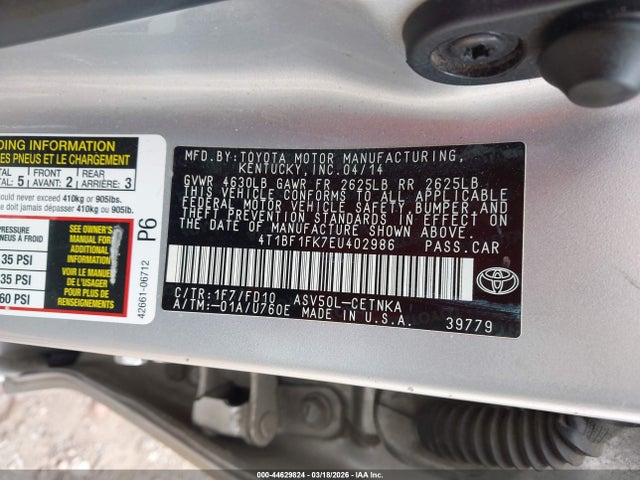 DING INFORMATION
ES PNEUS ET LE CHARGEMENT
TAL 5 FRONT AVANT: 2 REAR ARRIÈRE: 3
ould never exceed 410kg or 905lbs.
e doit jamais dépasser 410kg or 905lb.
RESSURE
NEUS À FROID
35 PSI
35 PSI
60 PSI
SEE OWNER'S
MANUAL FOR
ADDITIONAL
INFORMATION
VOIR LE MANUEL
DE L'USAGER
POUR PLUS DE
RENSEIGNEMENTS
42661-06712
P6
MFD.BY:TOYOTA MOTOR MANUFACTURING,
KENTUCKY, INC. 04/14
GVWR 4630LB GAWR FR 2625LB RR 2625LB
THIS VEHICLE CONFORMS TO ALL APPLICABLE
FEDERAL MOTOR VEHICLE SAFETY, BUMPER,
AND THEFT PREVENTION STANDARDS IN EFFECT
ON THE DATE OF MANUFACTURE SHOWN ABOVE.
4T1BF1FK7EU402986 PASS.CAR
C/TR:1F7/FD10 ASV50L-CETNKA
A/TM:-01A/U760E MADE IN U.S.A. 39779
000-44629824 | 03/18/2026 - IAA Inc.